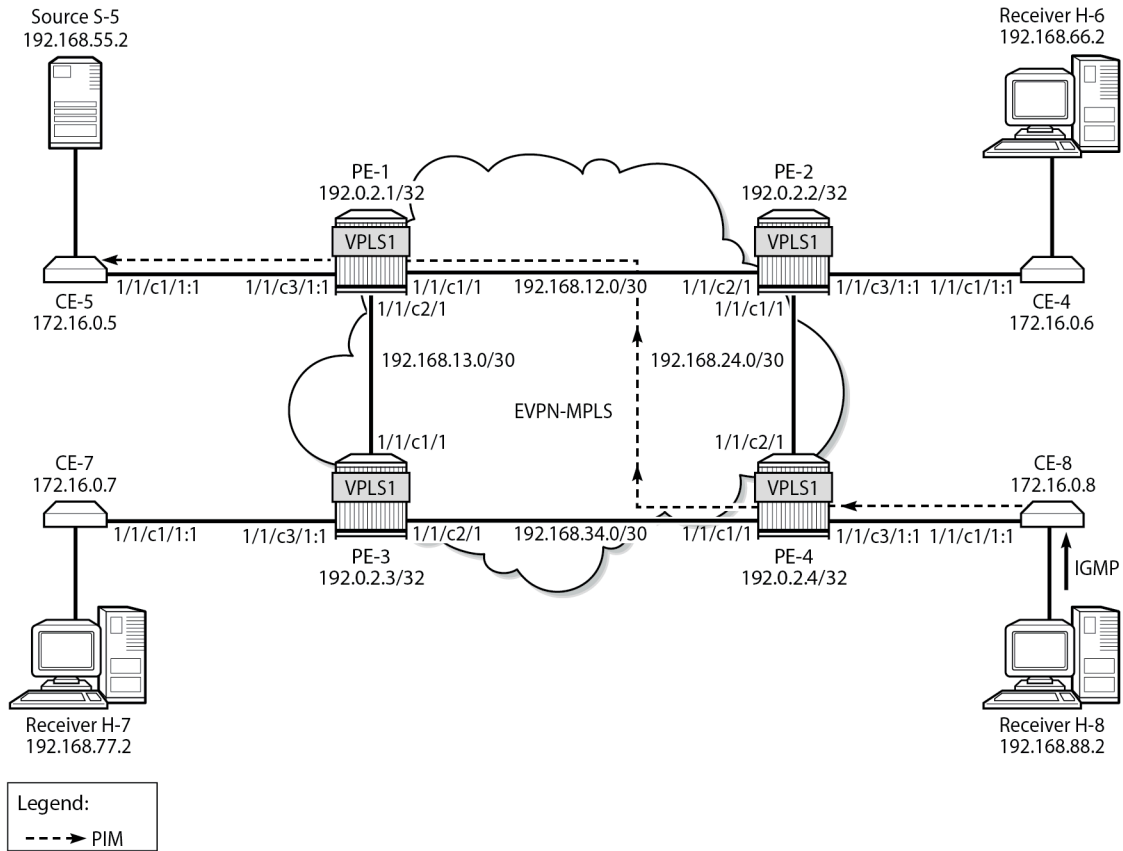 Source S-5
192.168.55.2
Receiver H-6
192.168.66.2
PE-1
192.0.2.1/32
PE-2
192.0.2.2/32
VPLS1
VPLS1
1/1/c1/1:1
1/1/c3/1:1
1/1/c1/1
192.168.12.0/30
1/1/c2/1
1/1/c3/1:1
1/1/c1/1:1
CE-5
172.16.0.5
1/1/c2/1
1/1/c1/1
CE-4
172.16.0.6
192.168.13.0/30
192.168.24.0/30
EVPN-MPLS
1/1/c1/1
1/1/c2/1
CE-7
172.16.0.7
CE-8
172.16.0.8
VPLS1
VPLS1
1/1/c1/1:1
1/1/c3/1:1
1/1/c2/1
192.168.34.0/30
1/1/c1/1
1/1/c3/1:1
1/1/c1/1:1
PE-3
192.0.2.3/32
PE-4
192.0.2.4/32
IGMP
Receiver H-7
192.168.77.2
Receiver H-8
192.168.88.2
Legend:
PIM